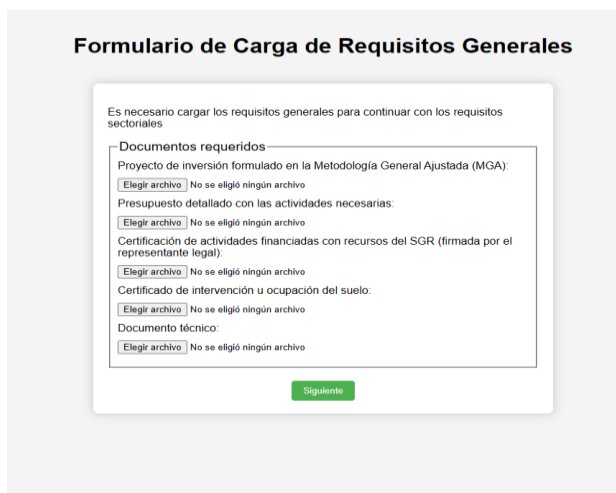 Formulario de Carga de Requisitos Generales
Es necesario cargar los requisitos generales para continuar con los requisitos
sectoriales
Documentos requeridos
Proyecto de inversión formulado en la Metodología General Ajustada (MGA):
Elegir archivo No se eligió ningún archivo
Presupuesto detallado con las actividades necesarias:
Elegir archivo No se eligió ningún archivo
Certificación de actividades financiadas con recursos del SGR (firmada por el
representante legal):
Elegir archivo No se eligió ningún archivo
Certificado de intervención u ocupación del suelo:
Elegir archivo No se eligió ningún archivo
Documento técnico:
Elegir archivo No se eligió ningún archivo
Siguiente